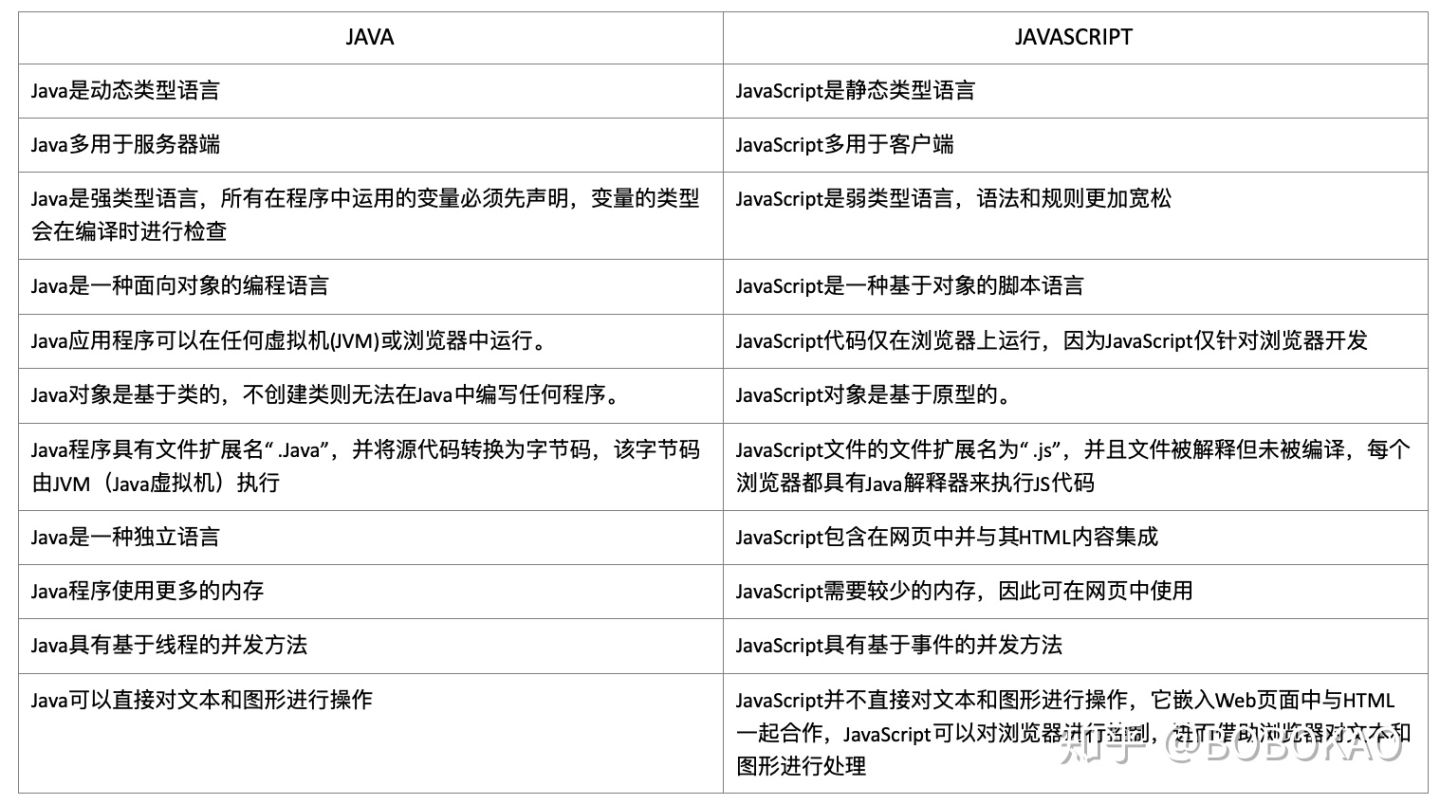 JAVA
JAVASCRIPT
Java是动态类型语言
JavaScript是静态类型语言
Java多用于服务器端
JavaScript多用于客户端
Java是强类型语言，所有在程序中运用的变量必须先声明，变量的类型
会在编译时进行检查
JavaScript是弱类型语言，语法和规则更加宽松
Java是一种面向对象的编程语言
JavaScript是一种基于对象的脚本语言
Java应用程序可以在任何虚拟机(JVM)或浏览器中运行。
JavaScript代码仅在浏览器上运行，因为JavaScript仅针对浏览器开发
Java对象是基于类的，不创建类则无法在Java中编写任何程序。
JavaScript对象是基于原型的。
Java程序具有文件扩展名“ .Java”，并将源代码转换为字节码，该字节码
由JVM（Java虚拟机）执行
JavaScript文件的文件扩展名为“ .js”，并且文件被解释但未被编译，每个
浏览器都具有Java解释器来执行JS代码
Java是一种独立语言
JavaScript包含在网页中并与其HTML内容集成
Java程序使用更多的内存
JavaScript需要较少的内存，因此可在网页中使用
Java具有基于线程的并发方法
JavaScript具有基于事件的并发方法
Java可以直接对文本和图形进行操作
JavaScript并不直接对文本和图形进行操作，它嵌入Web页面中与HTML
一起合作，JavaScript可以对浏览器进行控制，进而借助浏览器对文本和
图形进行处理
知乎 @BOBOKAO